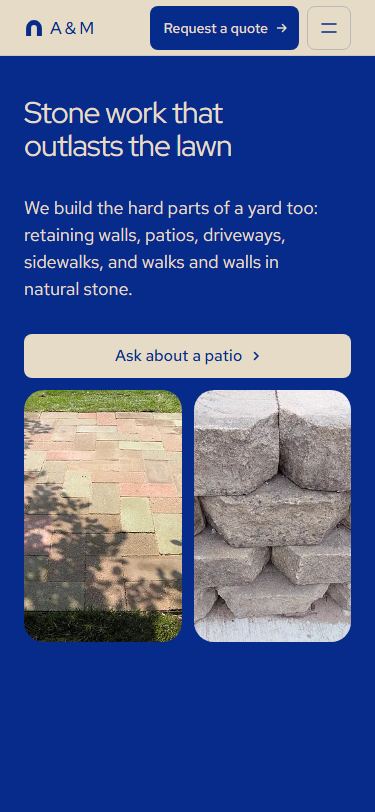 A & M
Request a quote
Stone work that
outlasts the lawn
We build the hard parts of a yard too:
retaining walls, patios, driveways,
sidewalks, and walks and walls in
natural stone.
Ask about a patio